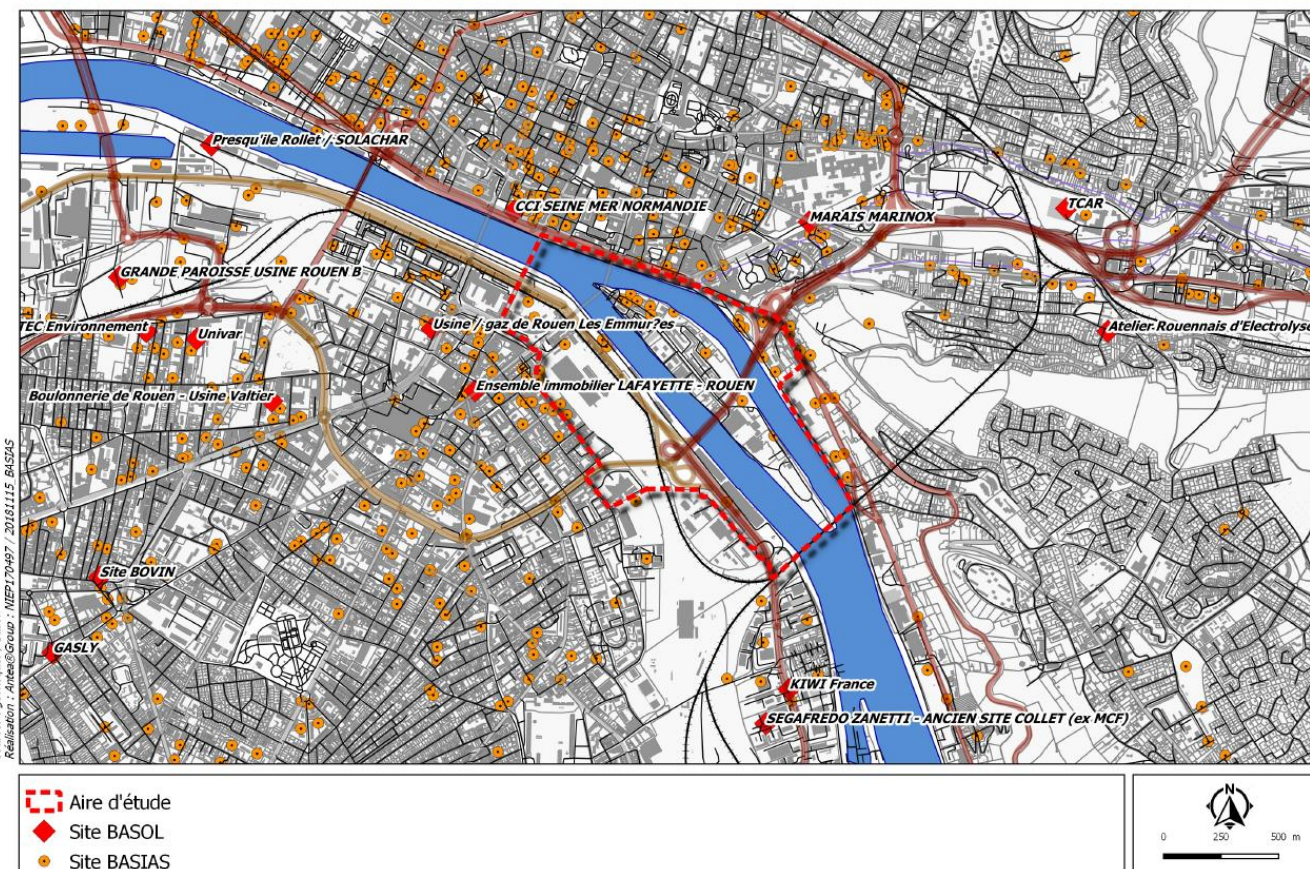 Presqu'ile Rollet / SOLACHAR
CCI SEINE MER NORMANDIE
TCAR
MARAIS MARINOX
GRANDE PAROISSE USINE ROUEN B
TEC Environnement
Univar
Usine // gaz de Rouen Les Emmur?es
Atelier Rouennais d'Electrolyse
Ensemble immobilier LAFAYETTE - ROUEN
Boulonnerie de Rouen - Usine Valtier
Site BOVIN
GASLY
KIWI France
SEGAFREDO ZANETTI - ANCIEN SITE COLLET (ex MCF)
Réalisation : Antea®Group : NIEP170497 / 20181115_BASIAS
Aire d'étude
Site BASOL
Site BASIAS
N
0 250 500 m